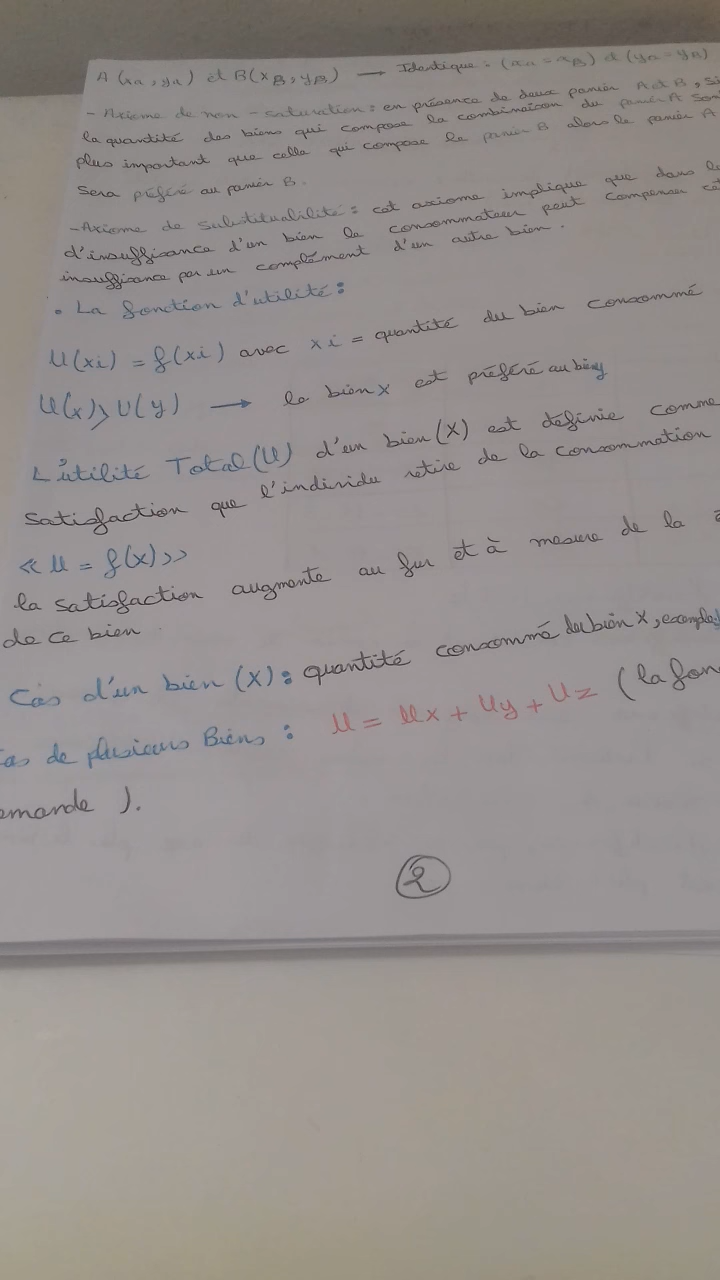 A (xa, ya) et B(xB, yB) → Identique : (xa = xB) et (ya = yB)
- Axiome de non-saturation : en présence de deux panier A et B, si
la quantité des biens qui compose la combinaison du panier A son
plus important que celle qui compose le panier B alors le panier A
Sera préféré au panier B.
- Axiome de substitualilité : cet axiome implique que dans le
d'insuffisance d'un bien le consommateur peut compenser cet
insuffisance par un complément d'un autre bien.
• La fonction d'utilité :
U(xi) = f(xi) avec xi = quantité du bien consommé
U(x) > U(y) → le bien x est préféré au bien y
L'utilité Total (U) d'un bien (X) est définie comme
satisfaction que l'individu retire de la consommation
<< U = f(x) >>
la satisfaction augmente au fur et à mesure de la
de ce bien
Cas d'un bien (X) : quantité consommé du bien X, exemple
as de plusieurs Biens : U = Ux + Uy + Uz (la fon
emande ).
2